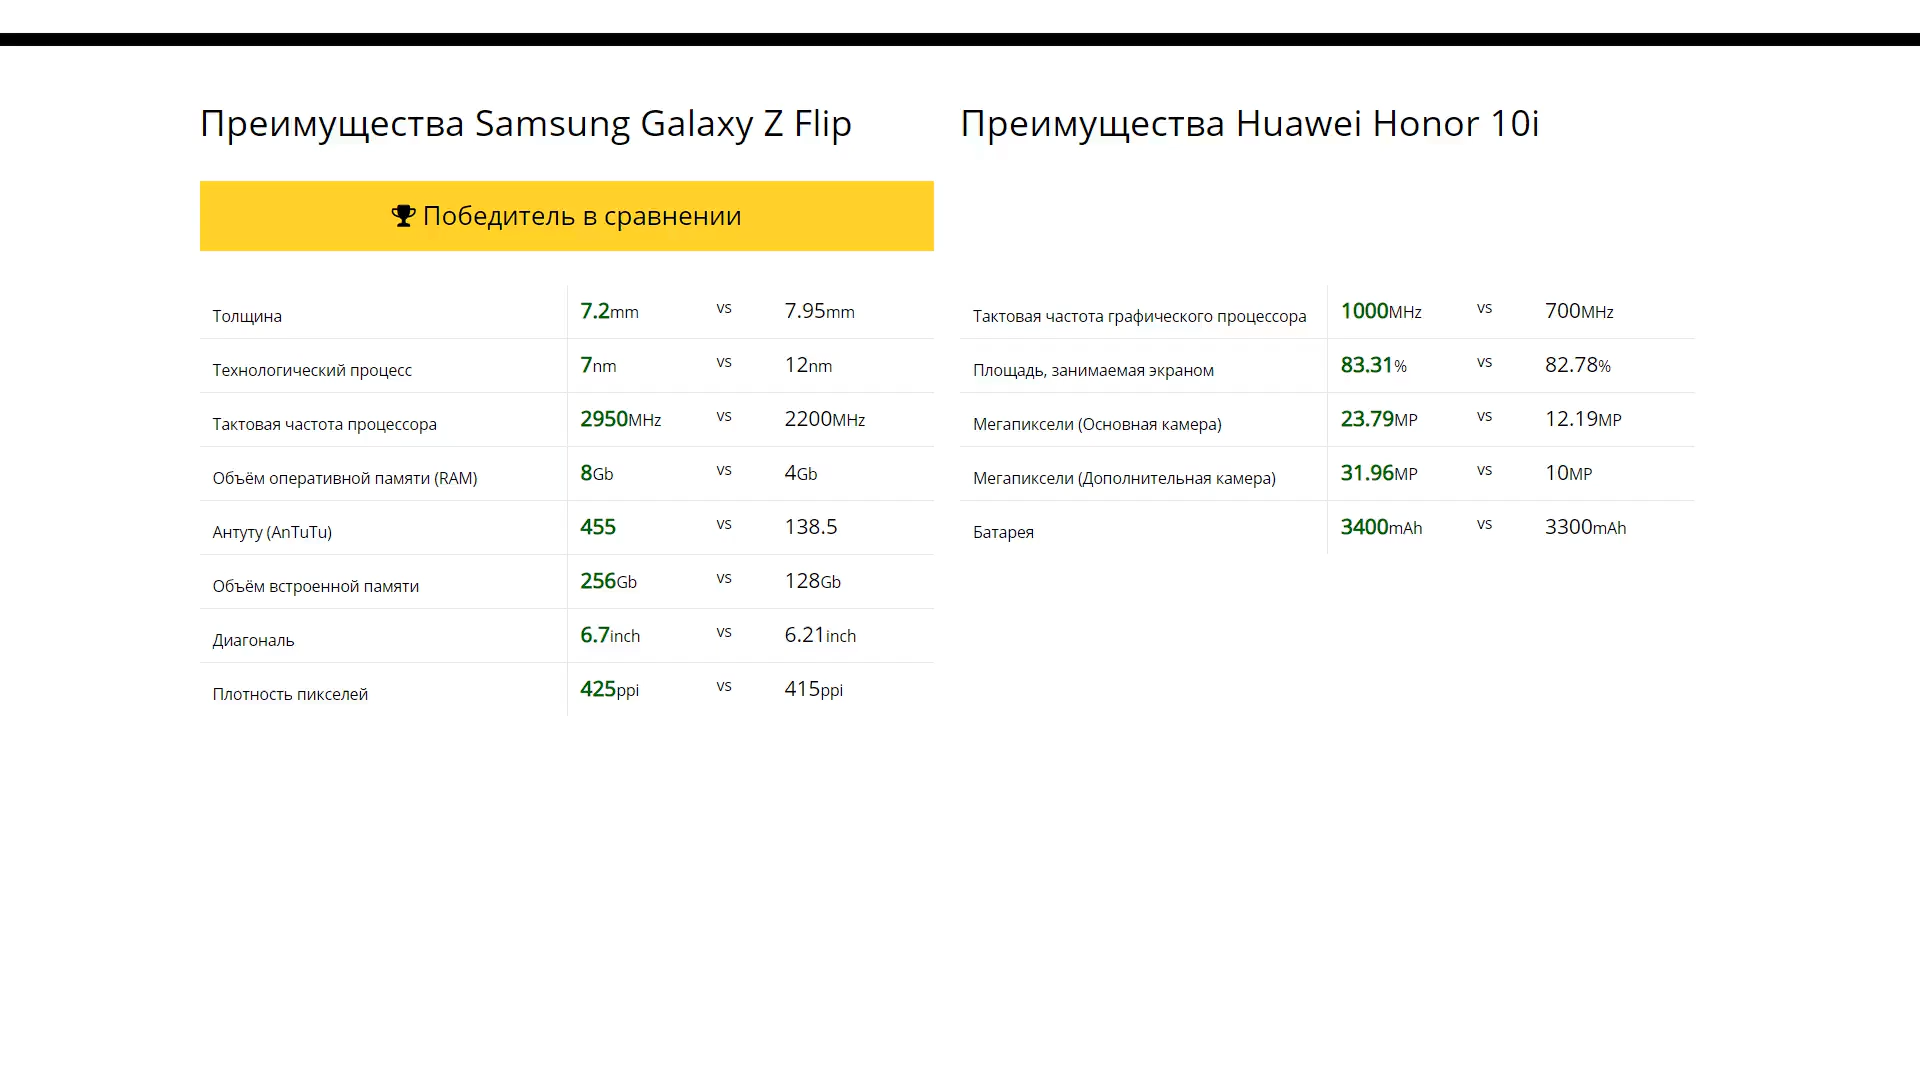 Преимущества Samsung Galaxy Z Flip
Победитель в сравнении
Толщина 7.2mm vs 7.95mm
Технологический процесс 7nm vs 12nm
Тактовая частота процессора 2950MHz vs 2200MHz
Объём оперативной памяти (RAM) 8Gb vs 4Gb
Антуту (AnTuTu) 455 vs 138.5
Объём встроенной памяти 256Gb vs 128Gb
Диагональ 6.7inch vs 6.21inch
Плотность пикселей 425ppi vs 415ppi
Преимущества Huawei Honor 10i
Тактовая частота графического процессора 1000MHz vs 700MHz
Площадь, занимаемая экраном 83.31% vs 82.78%
Мегапиксели (Основная камера) 23.79MP vs 12.19MP
Мегапиксели (Дополнительная камера) 31.96MP vs 10MP
Батарея 3400mAh vs 3300mAh